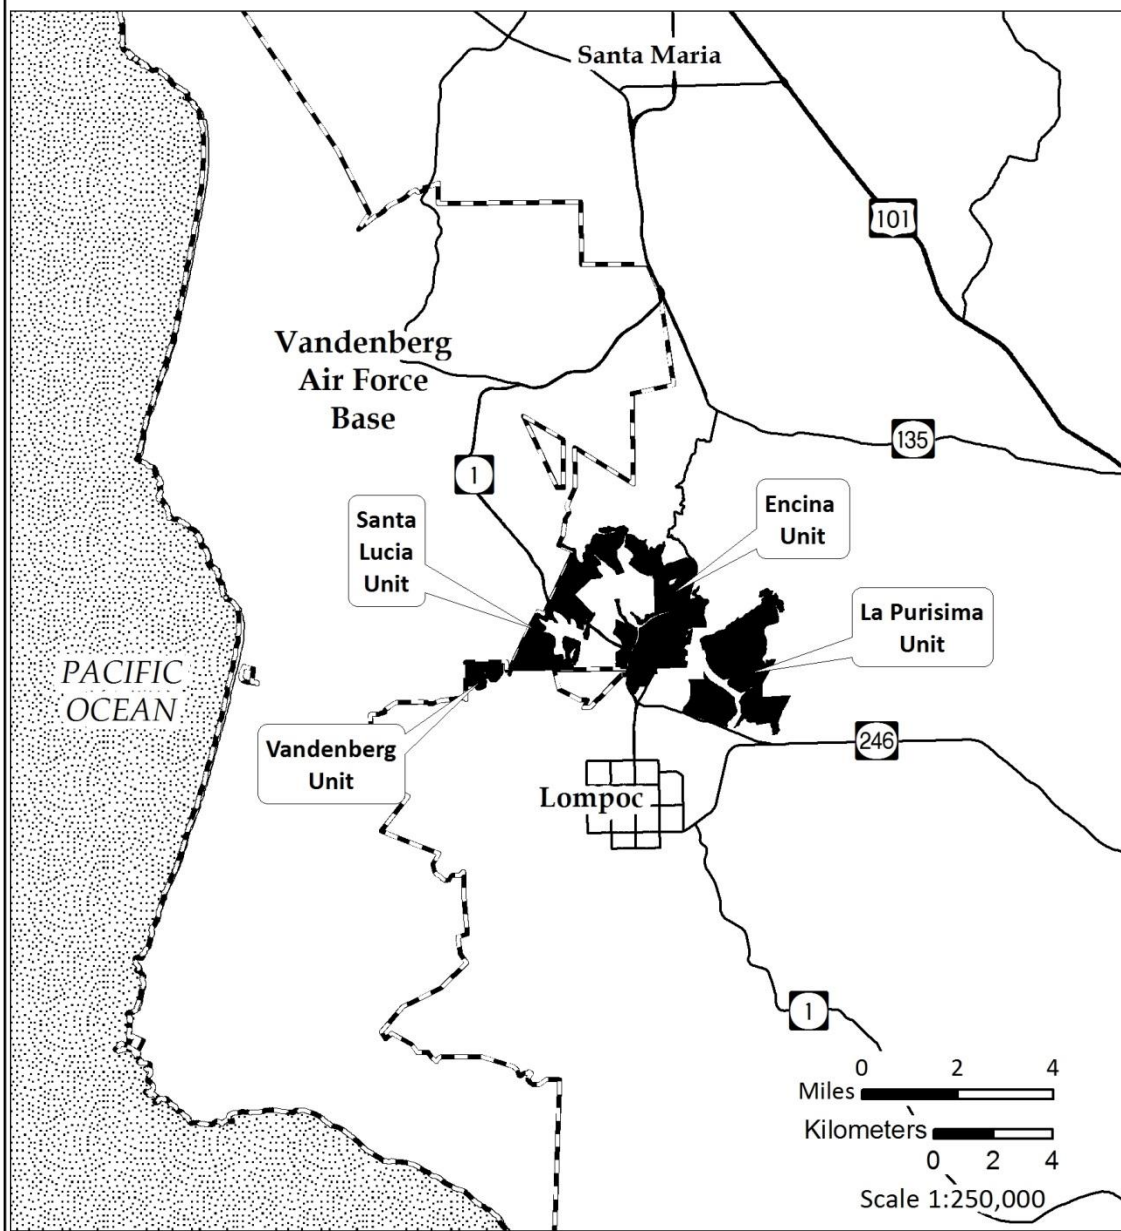 Santa Maria
101
Vandenberg
Air Force
Base
135
1
Santa
Lucia
Unit
Encina
Unit
La Purisima
Unit
PACIFIC
OCEAN
Vandenberg
Unit
246
Lompoc
1
0 2 4
Miles
Kilometers
0 2 4
Scale 1:250,000